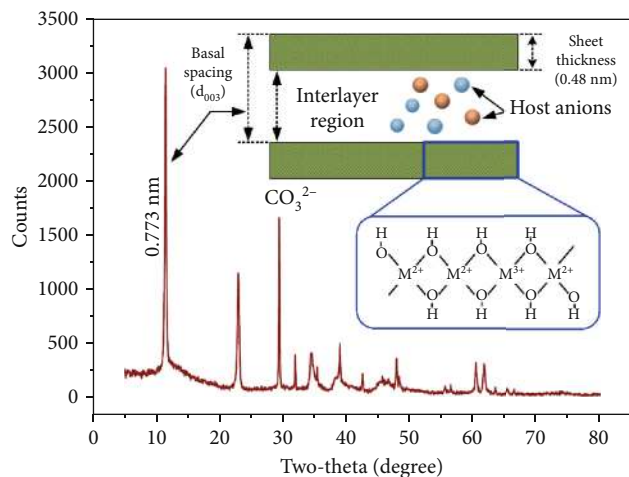 3500
3000
2500
2000
1500
1000
500
0
Counts
0
10
20
30
40
50
60
70
80
Two-theta (degree)
0.773 nm
Basal
spacing
(d₀₀₃)
Interlayer
region
Sheet
thickness
(0.48 nm)
Host anions
CO₃²⁻
H H H H
O O O O
M²⁺ M²⁺ M³⁺ M²⁺
O O O O
H H H H